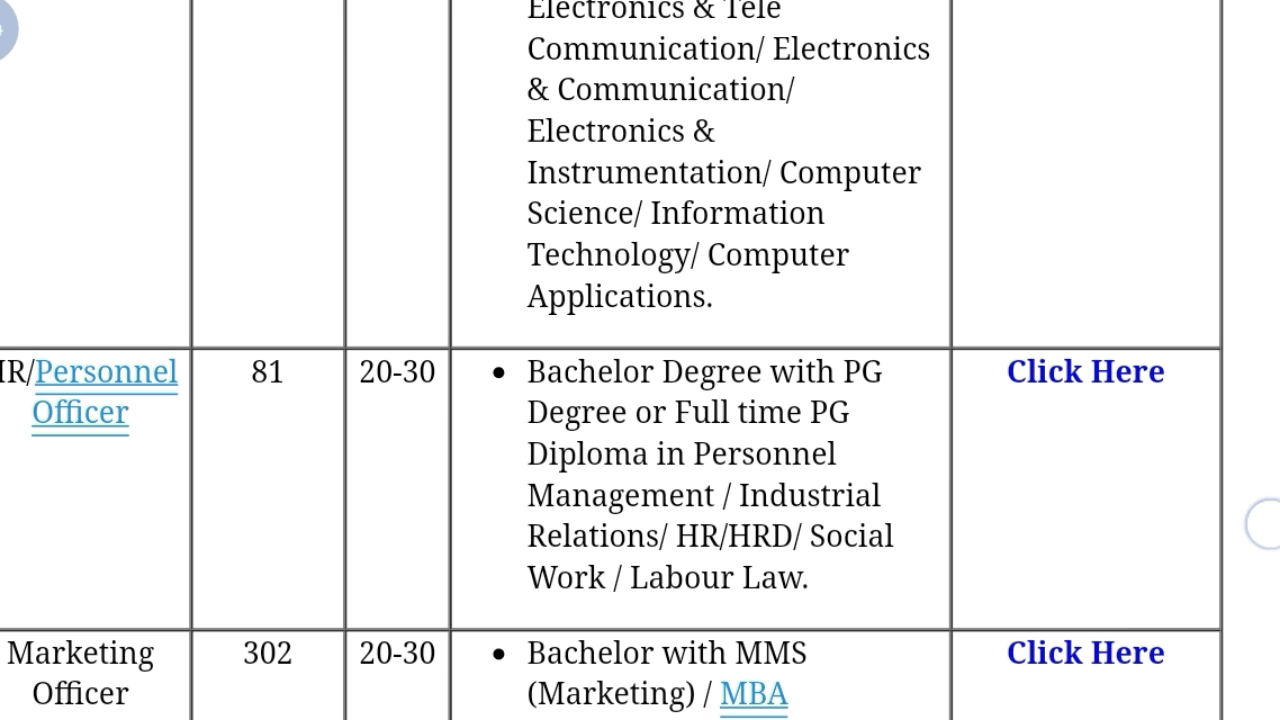 Electronics & Tele
Communication/ Electronics
& Communication/
Electronics &
Instrumentation/ Computer
Science/ Information
Technology/ Computer
Applications.
HR/Personnel
Officer
81
20-30
• Bachelor Degree with PG
Degree or Full time PG
Diploma in Personnel
Management / Industrial
Relations/ HR/HRD/ Social
Work / Labour Law.
Click Here
Marketing
Officer
302
20-30
• Bachelor with MMS
(Marketing) / MBA
Click Here